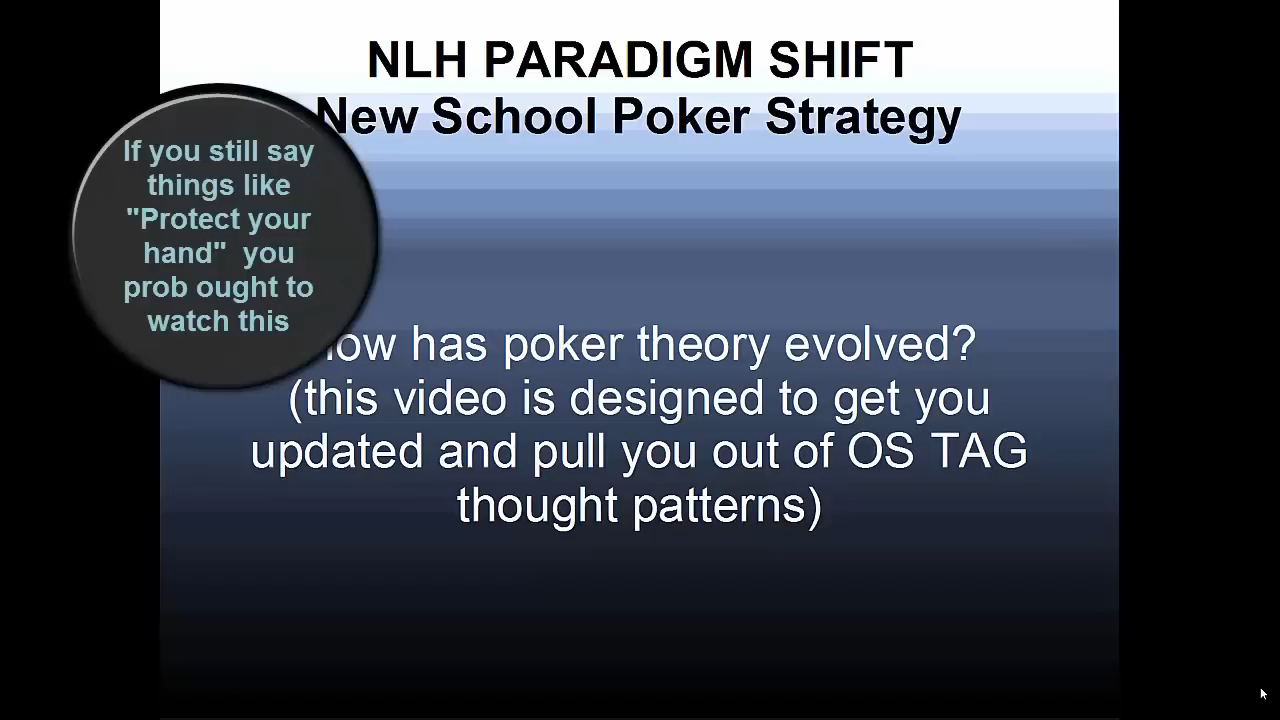 NLH PARADIGM SHIFT
New School Poker Strategy
If you still say
things like
"Protect your
hand" you
prob ought to
watch this
How has poker theory evolved?
(this video is designed to get you
updated and pull you out of OS TAG
thought patterns)